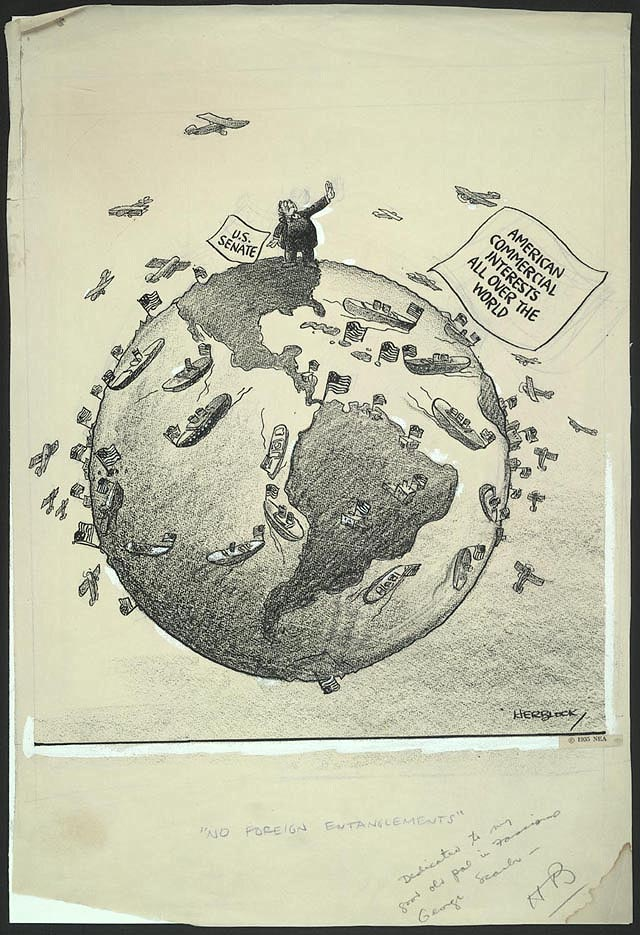 U.S.
SENATE
AMERICAN
COMMERCIAL
INTERESTS
ALL OVER THE
WORLD
HERBLOCK
© 1935 NEA
"NO FOREIGN ENTANGLEMENTS"
Dedicated to my
good old pal in
George
HB